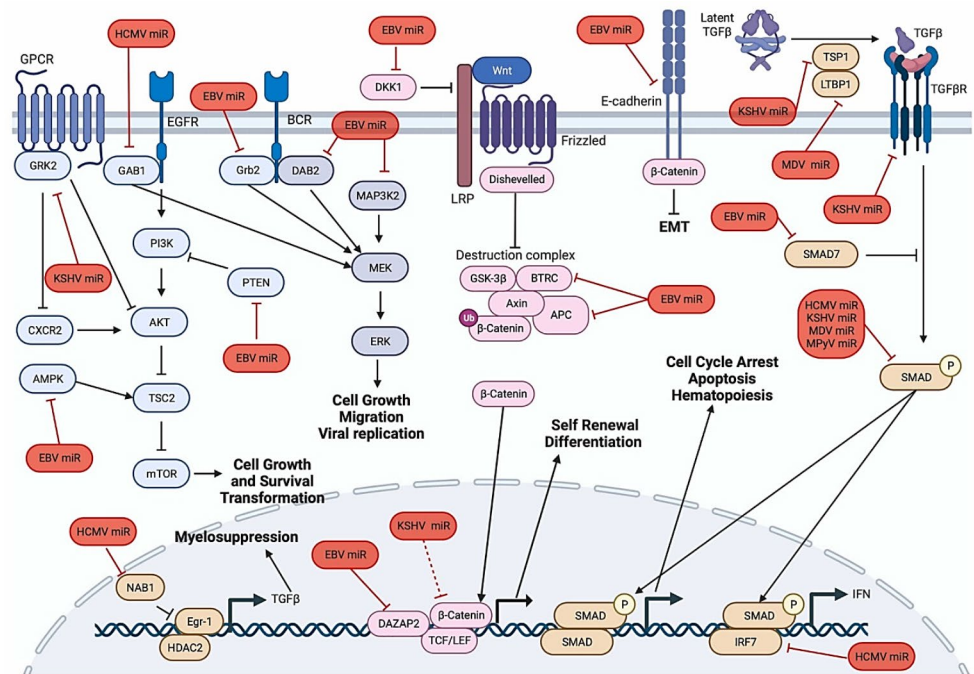 HCMV miR
GPCR
EGFR
GRK2
GAB1
EBV miR
BCR
Grb2
DAB2
EBV miR
MAP3K2
PI3K
KSHV miR
PTEN
MEK
CXCR2
AKT
EBV miR
ERK
AMPK
TSC2
EBV miR
mTOR
Cell Growth
Migration
Viral replication
Cell Growth
and Survival
Transformation
EBV miR
DKK1
Wnt
LRP
Frizzled
Dishevelled
Destruction complex
GSK-3β
BTRC
Axin
APC
Ub
β-Catenin
EBV miR
β-Catenin
Self Renewal
Differentiation
EBV miR
E-cadherin
β-Catenin
EMT
Latent
TGFβ
TGFβ
TSP1
LTBP1
TGFβR
KSHV miR
MDV miR
KSHV miR
EBV miR
SMAD7
HCMV miR
KSHV miR
MDV miR
MPyV miR
P
SMAD
Cell Cycle Arrest
Apoptosis
Hematopoiesis
HCMV miR
NAB1
Myelosuppression
TGFβ
Egr-1
HDAC2
EBV miR
KSHV miR
DAZAP2
β-Catenin
TCF/LEF
P
SMAD
SMAD
P
SMAD
IRF7
IFN
HCMV miR